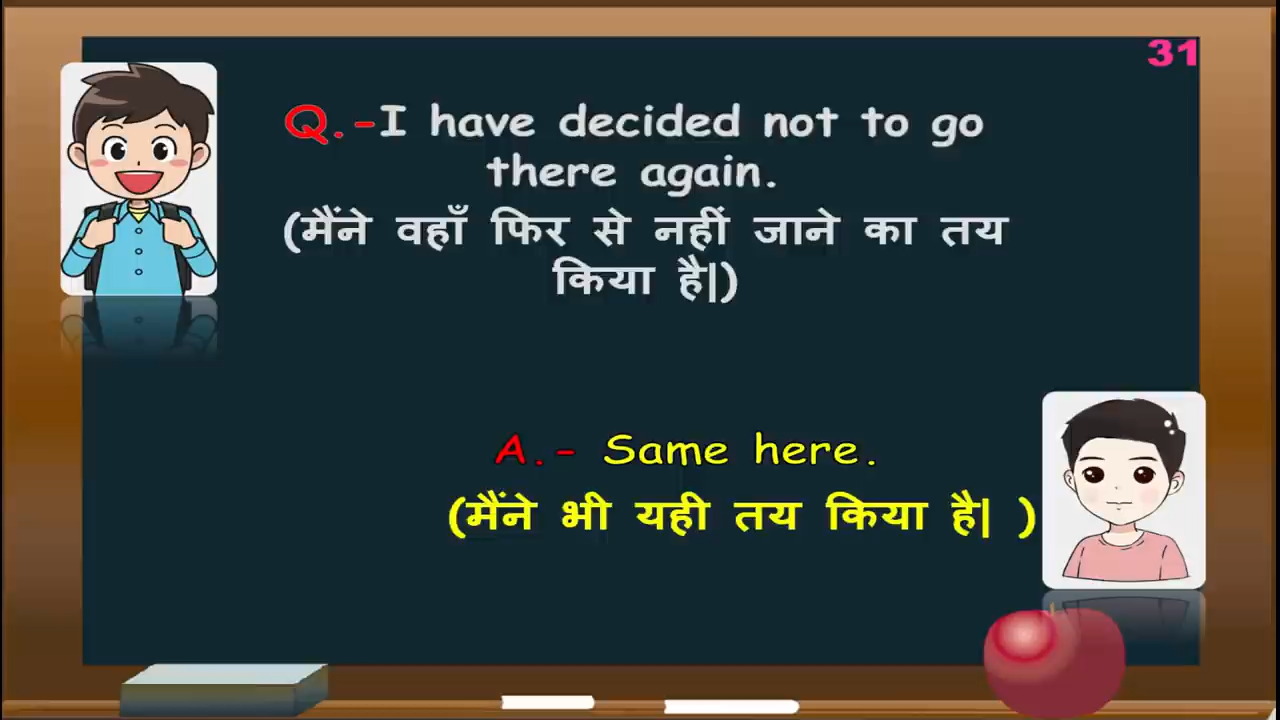 31
Q.-I have decided not to go
there again.
(मैंने वहाँ फिर से नहीं जाने का तय
किया है|)
A.- Same here.
(मैंने भी यही तय किया है| )